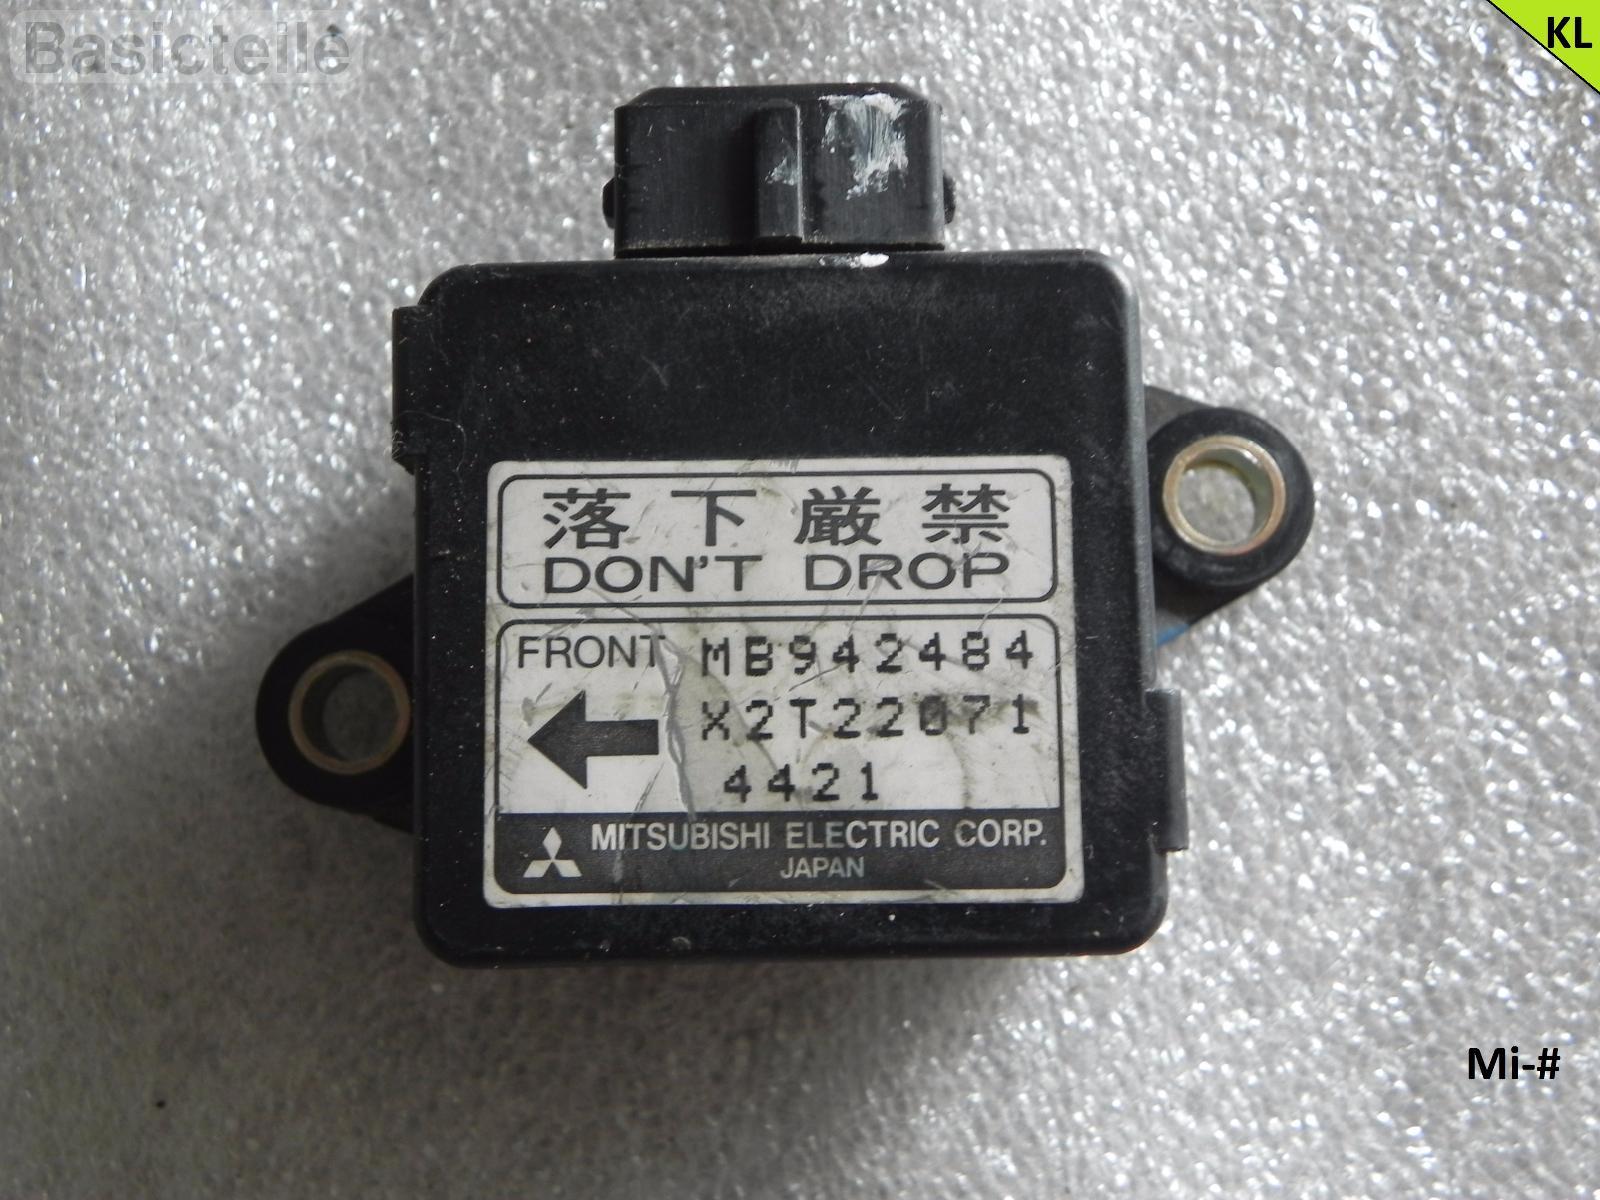 Basicteile
KL
落下厳禁
DON'T DROP
FRONT MB942484
X2T22071
4421
MITSUBISHI ELECTRIC CORP.
JAPAN
Mi-#